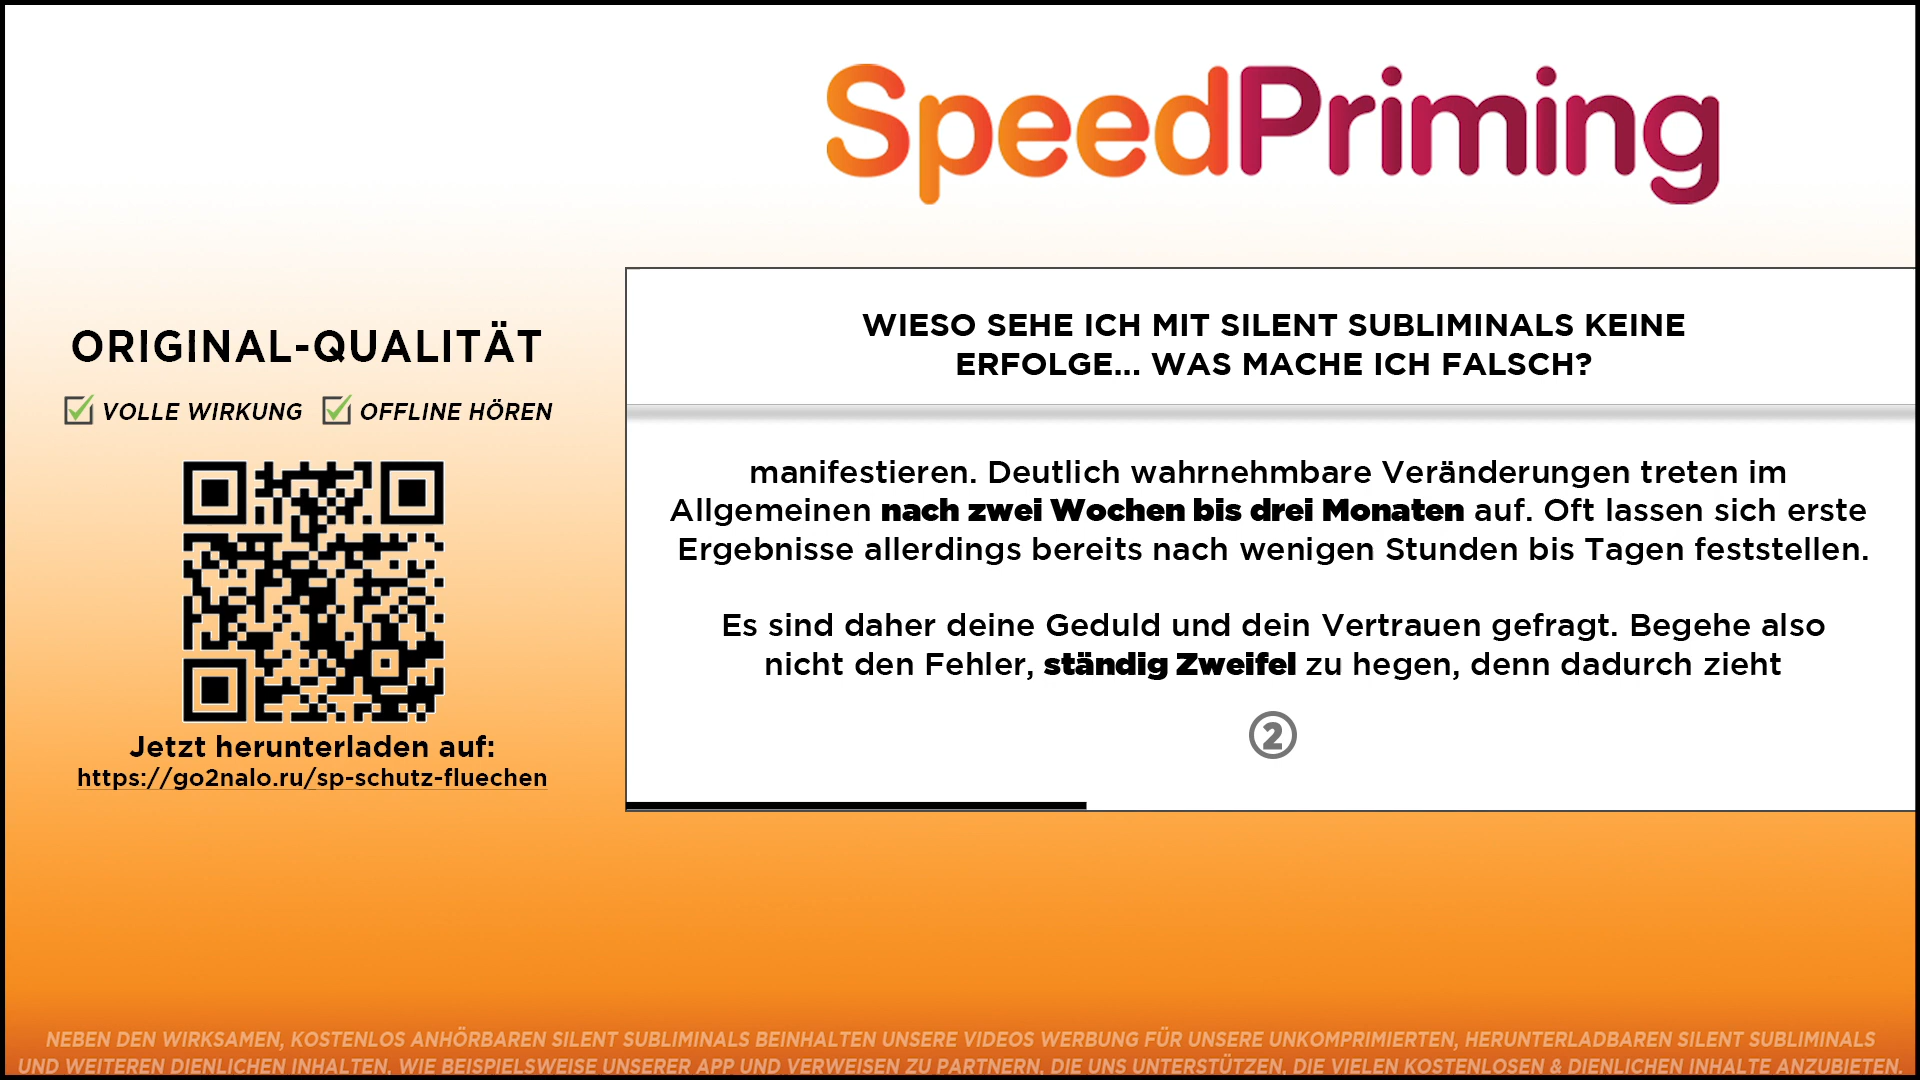 SpeedPriming
ORIGINAL-QUALITÄT
VOLLE WIRKUNG OFFLINE HÖREN
Jetzt herunterladen auf:
https://go2nalo.ru/sp-schutz-fluechen
WIESO SEHE ICH MIT SILENT SUBLIMINALS KEINE
ERFOLGE... WAS MACHE ICH FALSCH?
manifestieren. Deutlich wahrnehmbare Veränderungen treten im
Allgemeinen nach zwei Wochen bis drei Monaten auf. Oft lassen sich erste
Ergebnisse allerdings bereits nach wenigen Stunden bis Tagen feststellen.
Es sind daher deine Geduld und dein Vertrauen gefragt. Begehe also
nicht den Fehler, ständig Zweifel zu hegen, denn dadurch zieht
2
NEBEN DEN WIRKSAMEN, KOSTENLOS ANHÖRBAREN SILENT SUBLIMINALS BEINHALTEN UNSERE VIDEOS WERBUNG FÜR UNSERE UNKOMPRIMIERTEN, HERUNTERLADBAREN SILENT SUBLIMINALS
UND WEITEREN DIENLICHEN INHALTEN, WIE BEISPIELSWEISE UNSERER APP UND VERWEISEN ZU PARTNERN, DIE UNS UNTERSTÜTZEN, DIE VIELEN KOSTENLOSEN & DIENLICHEN INHALTE ANZUBIETEN.